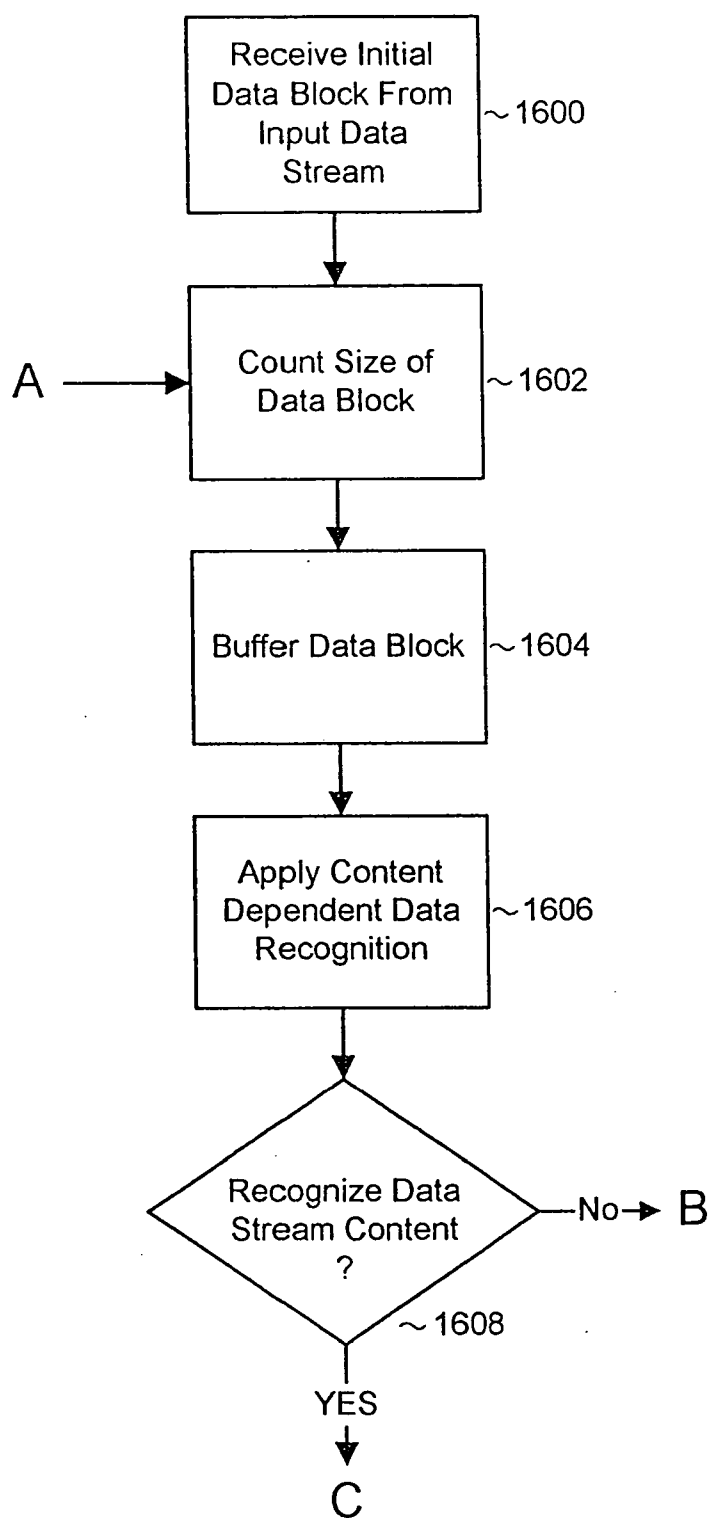 Receive Initial
Data Block From
Input Data
Stream
~1600
A
Count Size of
Data Block
~1602
Buffer Data Block
~1604
Apply Content
Dependent Data
Recognition
~1606
Recognize Data
Stream Content
?
No
B
~1608
YES
C